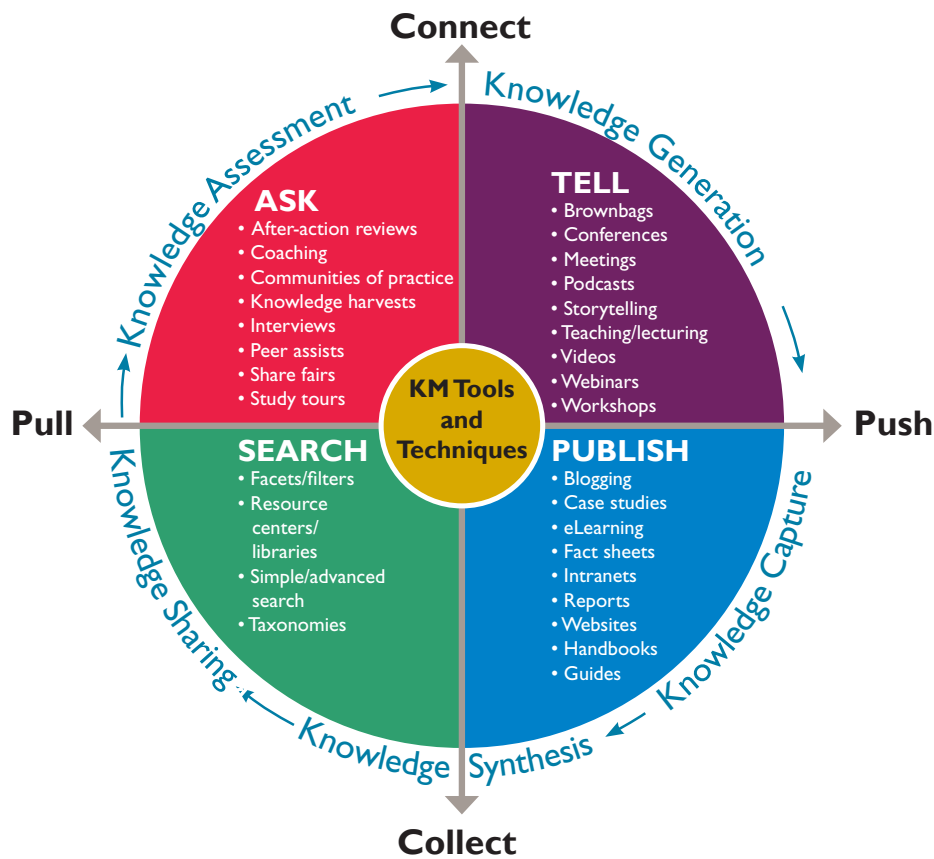 Connect
Knowledge Assessment
Knowledge Generation
ASK
• After-action reviews
• Coaching
• Communities of practice
• Knowledge harvests
• Interviews
• Peer assists
• Share fairs
• Study tours
TELL
• Brownbags
• Conferences
• Meetings
• Podcasts
• Storytelling
• Teaching/lecturing
• Videos
• Webinars
• Workshops
Pull
KM Tools
and
Techniques
Push
SEARCH
• Facets/filters
• Resource
centers/
libraries
• Simple/advanced
search
• Taxonomies
PUBLISH
• Blogging
• Case studies
• eLearning
• Fact sheets
• Intranets
• Reports
• Websites
• Handbooks
• Guides
Knowledge Sharing
Knowledge Capture
Knowledge Synthesis
Collect